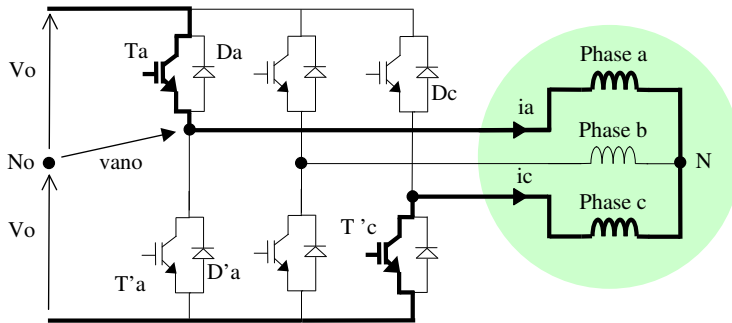 Ta
Da
Vo
Dc
Phase a
ia
No
vano
Phase b
N
ic
Phase c
Vo
T 'c
T'a
D'a